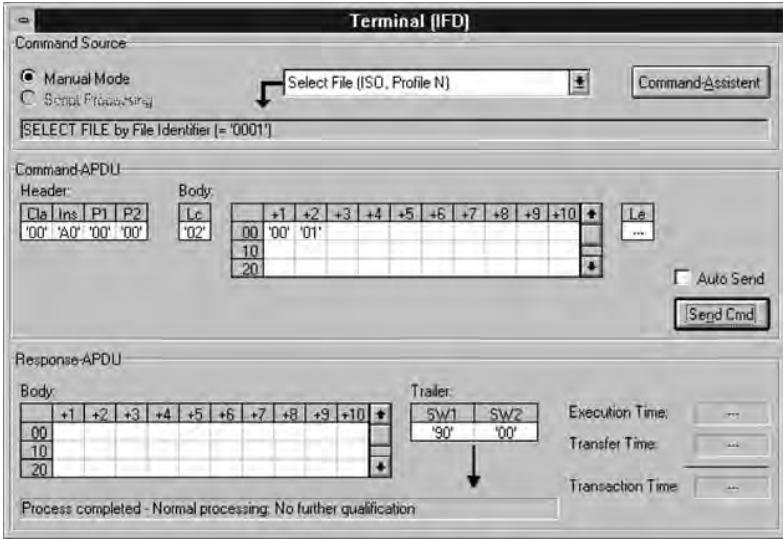 Terminal (IFD)
Command Source
Manual Mode
Select File (ISO, Profile N)
Command-Assistent
Script Processing
SELECT FILE by File Identifier (= '0001')
Command-APDU
Header:
Body:
Cla Ins P1 P2
Lc
+1 +2 +3 +4 +5 +6 +7 +8 +9 +10
Le
'00' 'A0' '00' '00'
'02'
00 '00' '01'
---
10
20
Auto Send
Send Cmd
Response-APDU
Body:
Trailer:
+1 +2 +3 +4 +5 +6 +7 +8 +9 +10
SW1 SW2
Execution Time: ---
00
'90' '00'
10
Transfer Time: ---
20
Transaction Time ---
Process completed - Normal processing: No further qualification